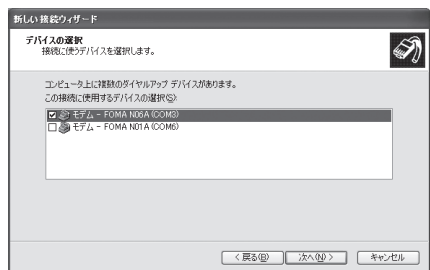 新しい接続ウィザード
デバイスの選択
接続に使うデバイスを選択します。
コンピュータ上に複数のダイヤルアップ デバイスがあります。
この接続に使用するデバイスの選択(S):
モデム - FOMA N06A (COM3)
モデム - FOMA N01A (COM6)
< 戻る(B) 次へ(N) > キャンセル